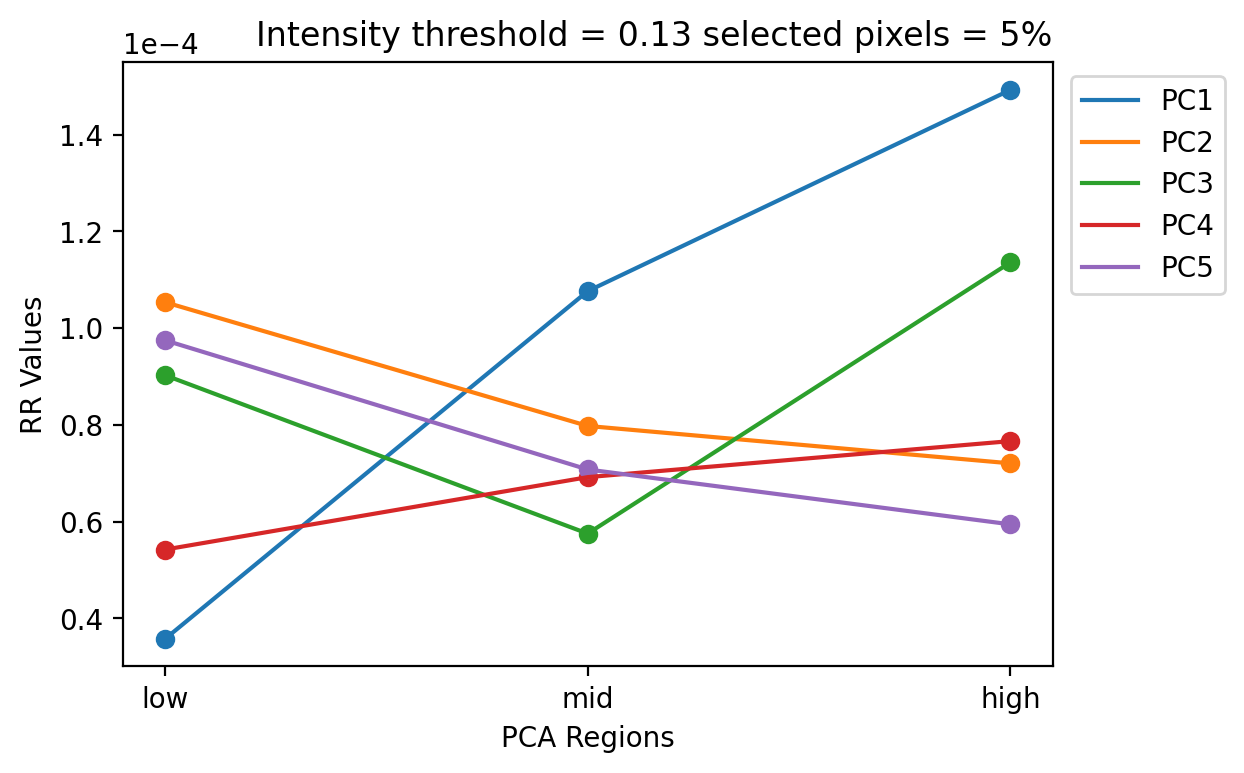 Intensity threshold = 0.13 selected pixels = 5%
1e−4
1.4
1.2
1.0
0.8
0.6
0.4
RR Values
low
mid
high
PCA Regions
PC1
PC2
PC3
PC4
PC5